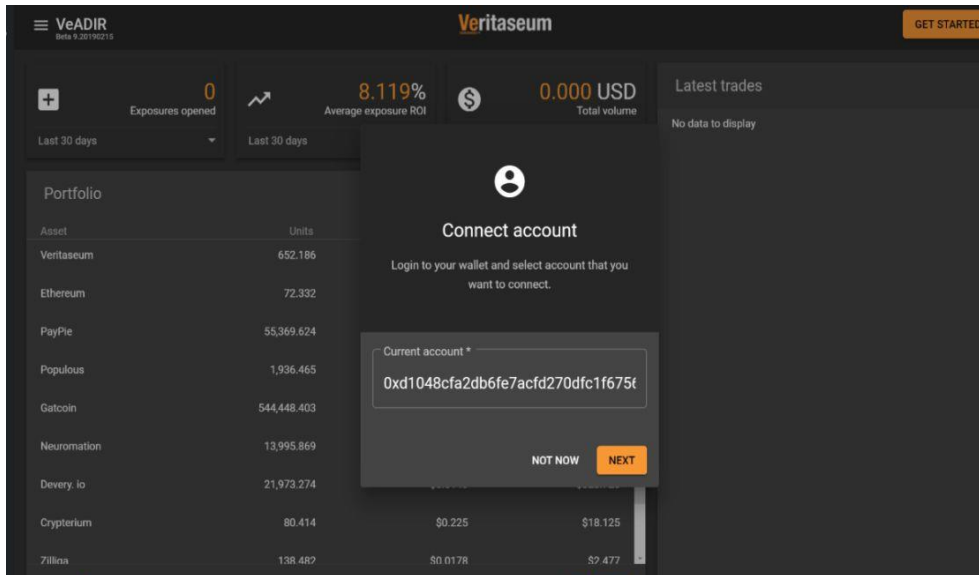 VeADIR
Beta 9.20190215
Veritaseum
GET STARTED
0
Exposures opened
Last 30 days
8.119%
Average exposure ROI
Last 30 days
0.000 USD
Total volume
Latest trades
No data to display
Portfolio
Asset Units
Veritaseum 652.186
Ethereum 72.332
PayPie 55,369.624
Populous 1,936.465
Gatcoin 544,448.403
Neuromation 13,995.869
Devery. io 21,973.274
Crypterium 80.414 $0.225 $18.125
Zilliqa 138.482 $0.0178 $2.477
Connect account
Login to your wallet and select account that you
want to connect.
Current account *
0xd1048cfa2db6fe7acfd270dfc1f6756
NOT NOW NEXT